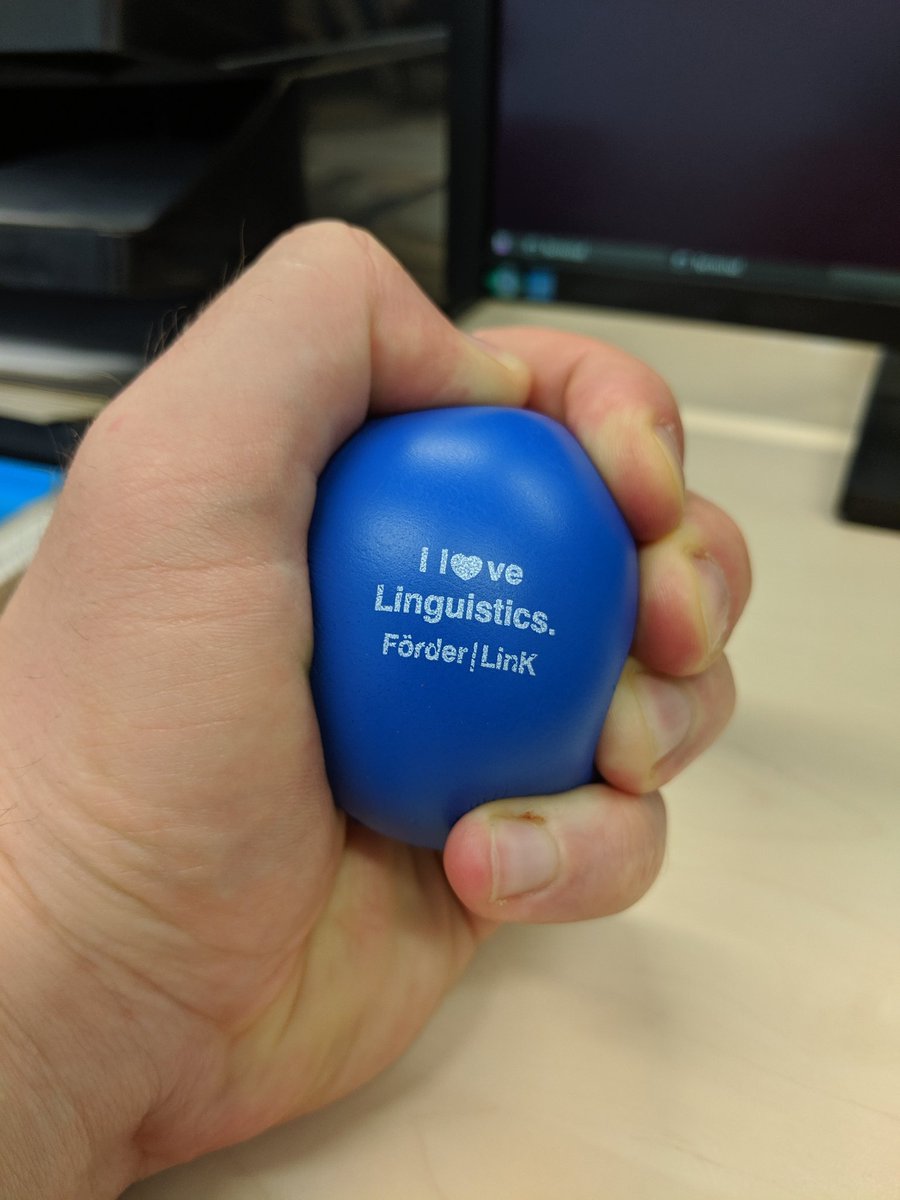 I l❤ve
Linguistics.
Förder|LinK